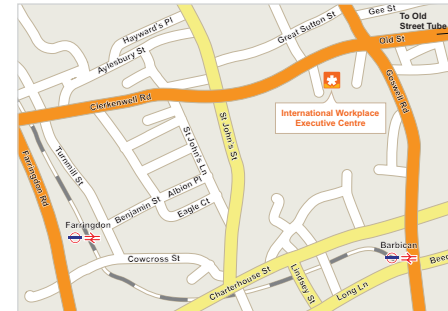 Gee St
To Old
Street Tube
Hayward's Pl
Great Sutton St
Old St
Aylesbury St
Goswell Rd
Clerkenwell Rd
International Workplace
Executive Centre
St John's St
St John's Ln
Turnmill St
Farringdon Rd
Albion Pl
Benjamin St
Eagle Ct
Farringdon
Barbican
Cowcross St
Beec
Charterhouse St
Lindsey St
Long Ln